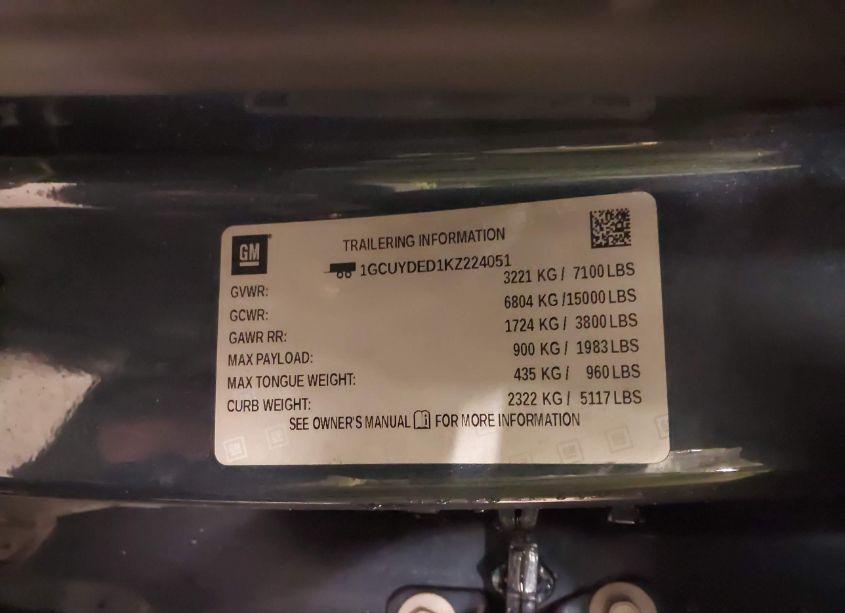 GM
TRAILERING INFORMATION
1GCUYDED1KZ224051
GVWR: 3221 KG / 7100 LBS
GCWR: 6804 KG /15000 LBS
GAWR RR: 1724 KG / 3800 LBS
MAX PAYLOAD: 900 KG / 1983 LBS
MAX TONGUE WEIGHT: 435 KG / 960 LBS
CURB WEIGHT: 2322 KG / 5117 LBS
SEE OWNER'S MANUAL FOR MORE INFORMATION